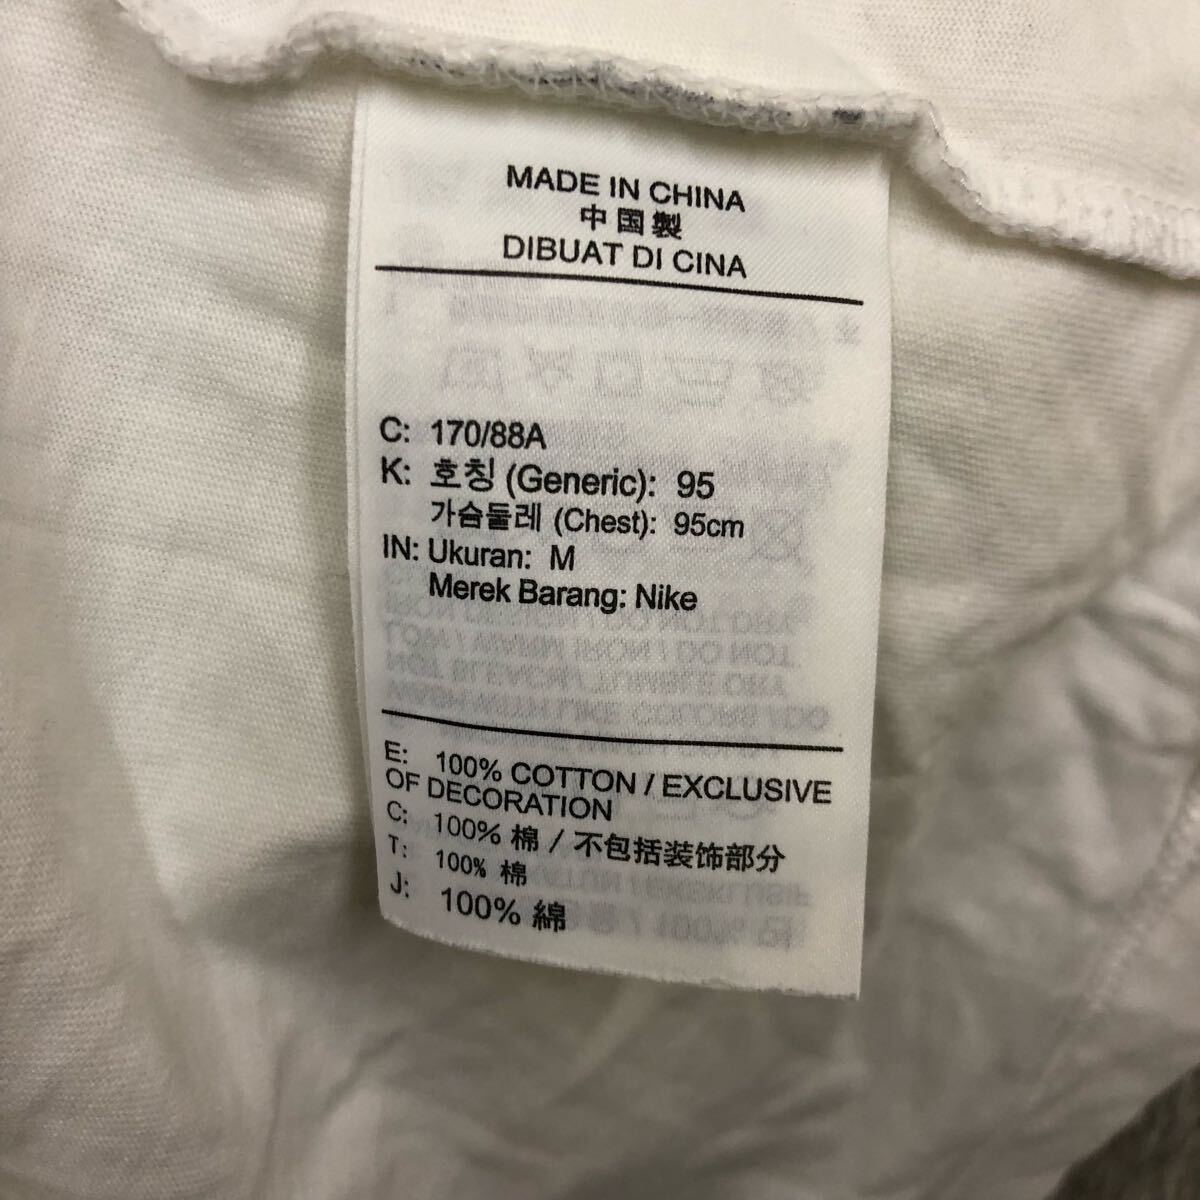 MADE IN CHINA
中国製
DIBUAT DI CINA
C: 170/88A
K: 호칭 (Generic): 95
가슴둘레 (Chest): 95cm
IN: Ukuran: M
Merek Barang: Nike
E: 100% COTTON / EXCLUSIVE
OF DECORATION
C: 100% 棉 / 不包括装饰部分
T: 100% 棉
J: 100% 綿